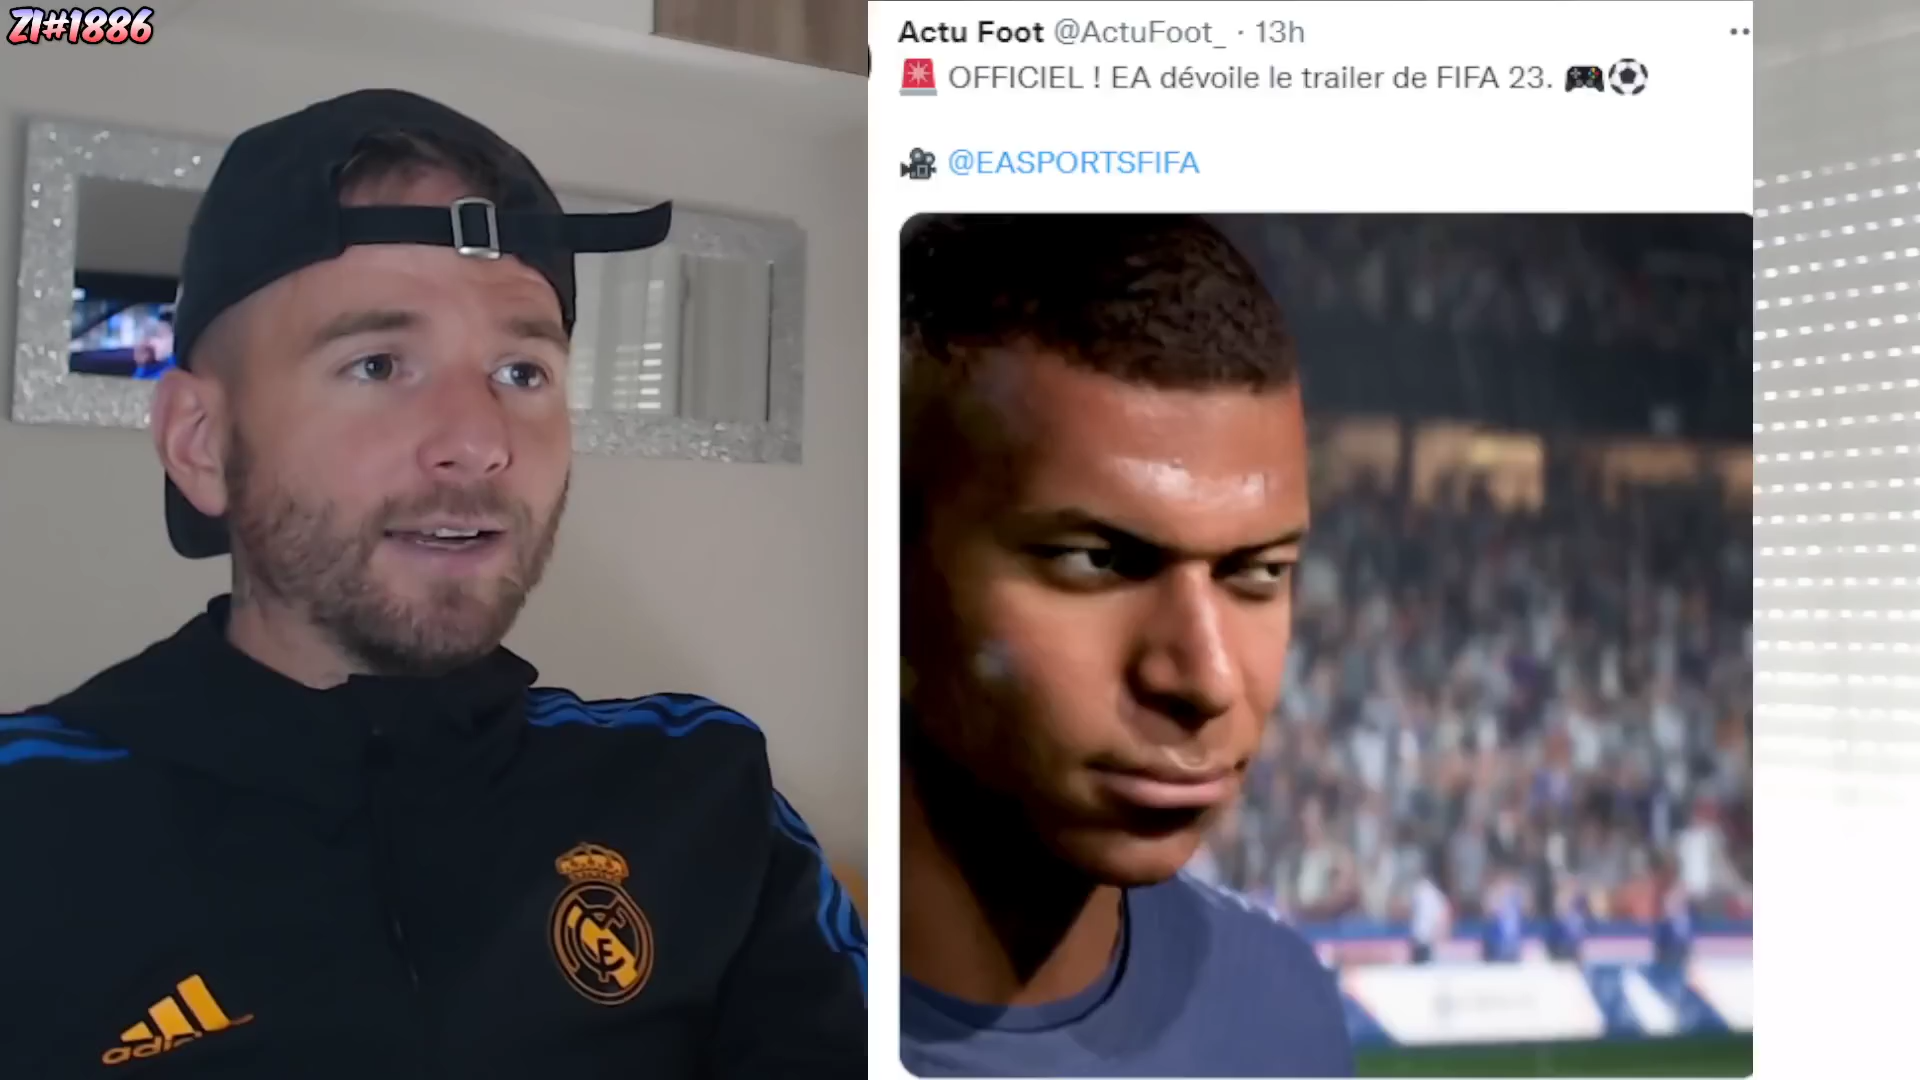 ZI#1886
Actu Foot @ActuFoot_ · 13h
🚨 OFFICIEL ! EA dévoile le trailer de FIFA 23. 🎮⚽
🎥 @EASPORTSFIFA
adidas